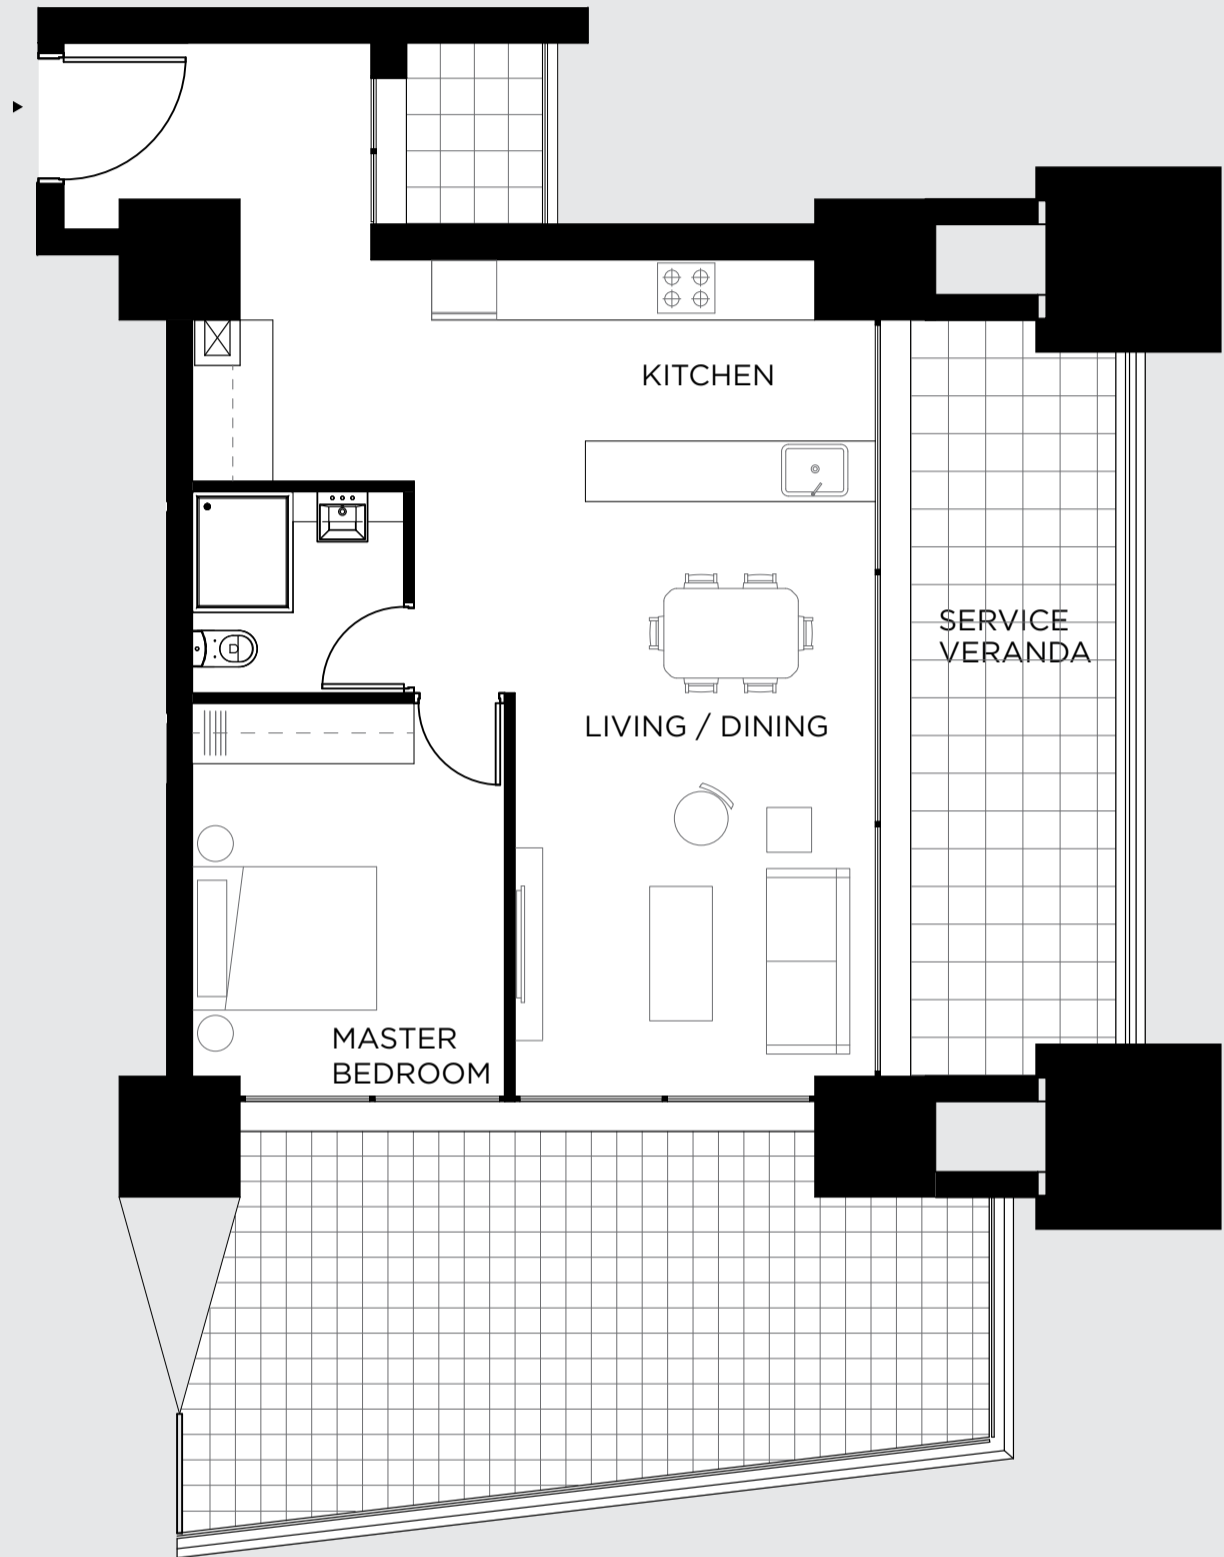 KITCHEN
SERVICE
VERANDA
LIVING / DINING
MASTER
BEDROOM